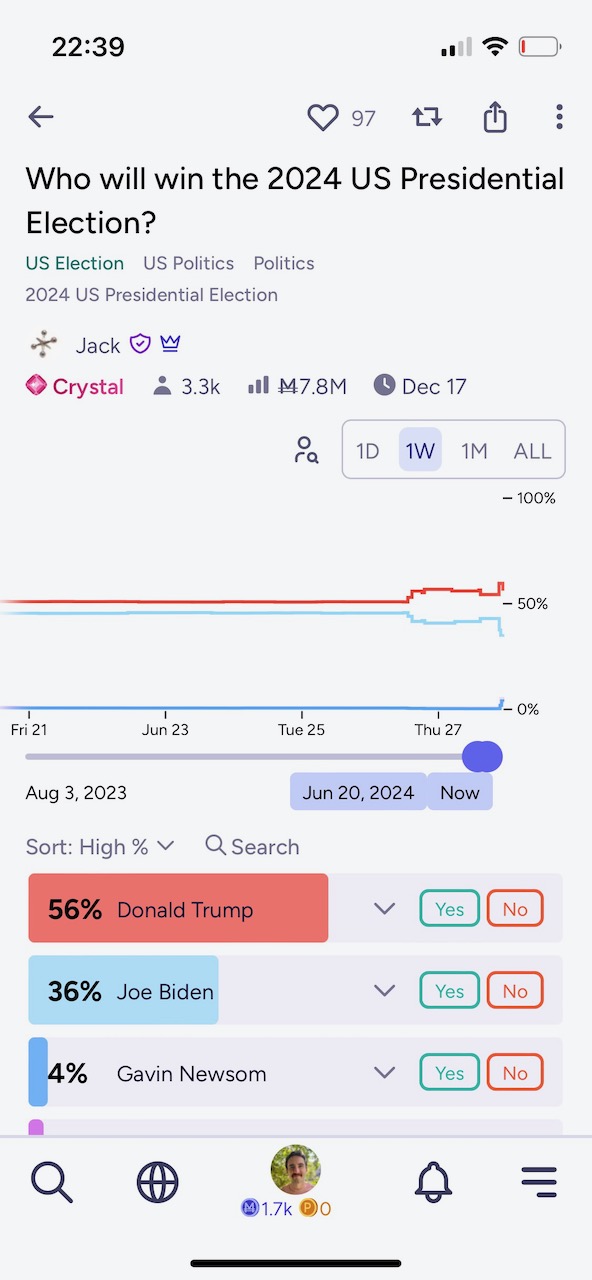 22:39
97
Who will win the 2024 US Presidential
Election?
US Election US Politics Politics
2024 US Presidential Election
Jack
Crystal 3.3k M7.8M Dec 17
1D 1W 1M ALL
100%
50%
0%
Fri 21 Jun 23 Tue 25 Thu 27
Aug 3, 2023 Jun 20, 2024 Now
Sort: High % Search
56% Donald Trump Yes No
36% Joe Biden Yes No
4% Gavin Newsom Yes No
M1.7k P0